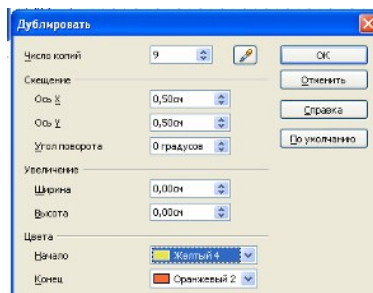 Дублировать
Число копий 9 OK
Смещение Отменить
Ось X 0,50см
Ось Y 0,50см Справка
Угол поворота 0 градусов По умолчанию
Увеличение
Ширина 0,00см
Высота 0,00см
Цвета
Начало Желтый 4
Конец Оранжевый 2